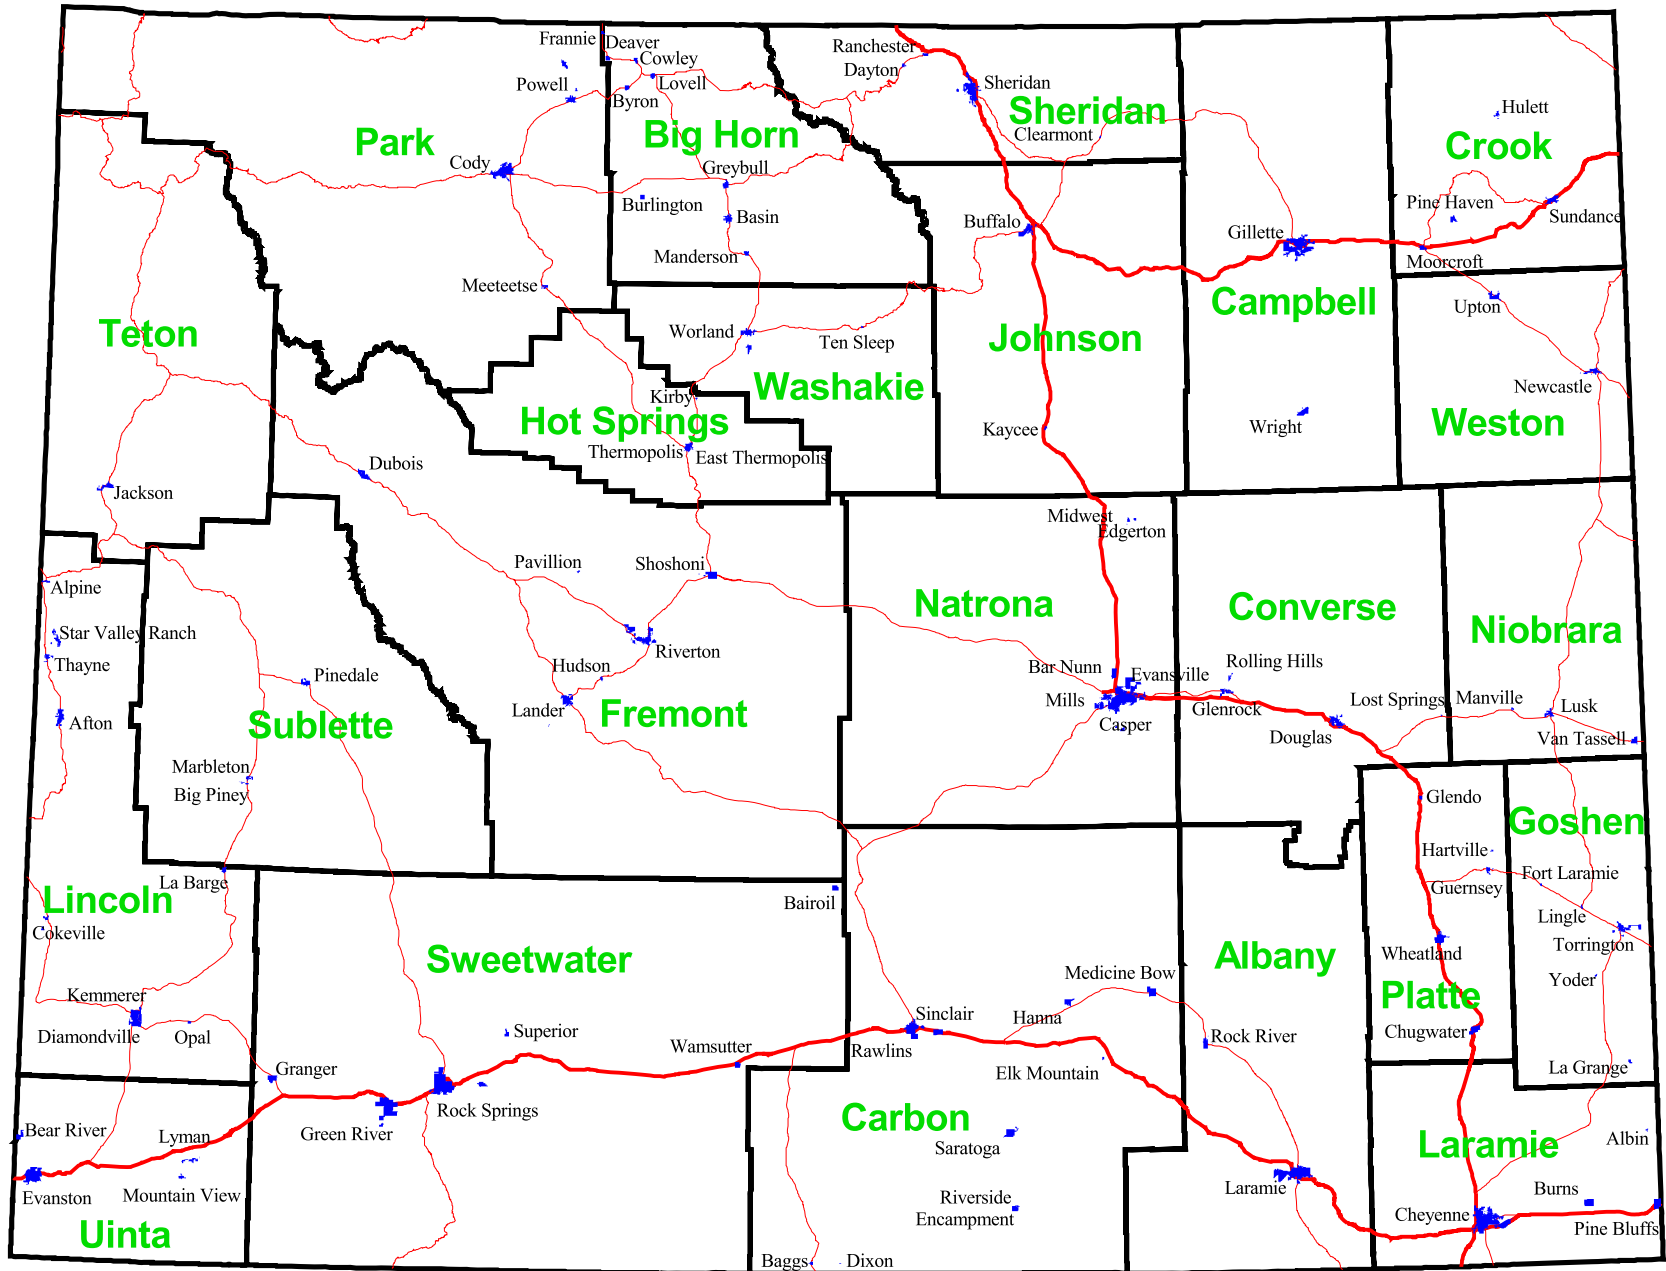 Frannie
Deaver
Cowley
Powell
Lovell
Byron
Ranchester
Dayton
Sheridan
Sheridan
Clearmont
Hulett
Park
Big Horn
Crook
Cody
Greybull
Burlington
Basin
Manderson
Buffalo
Gillette
Pine Haven
Sundance
Moorcroft
Meeteetse
Campbell
Upton
Teton
Worland
Ten Sleep
Johnson
Washakie
Kirby
Newcastle
Hot Springs
Thermopolis
East Thermopolis
Kaycee
Wright
Weston
Dubois
Jackson
Midwest
Edgerton
Pavillion
Shoshoni
Alpine
Natrona
Converse
Niobrara
Star Valley Ranch
Thayne
Riverton
Hudson
Pinedale
Bar Nunn
Evansville
Rolling Hills
Mills
Casper
Glenrock
Lost Springs
Manville
Lusk
Lander
Fremont
Afton
Sublette
Douglas
Van Tassell
Marbleton
Big Piney
Glendo
Goshen
Hartville
Guernsey
Fort Laramie
La Barge
Lincoln
Bairoil
Lingle
Torrington
Cokeville
Sweetwater
Albany
Wheatland
Medicine Bow
Yoder
Kemmerer
Platte
Diamondville
Opal
Superior
Sinclair
Hanna
Rock River
Chugwater
Wamsutter
Rawlins
Granger
Elk Mountain
La Grange
Rock Springs
Carbon
Green River
Bear River
Lyman
Saratoga
Laramie
Albin
Evanston
Mountain View
Laramie
Burns
Riverside
Encampment
Cheyenne
Pine Bluffs
Uinta
Baggs
Dixon